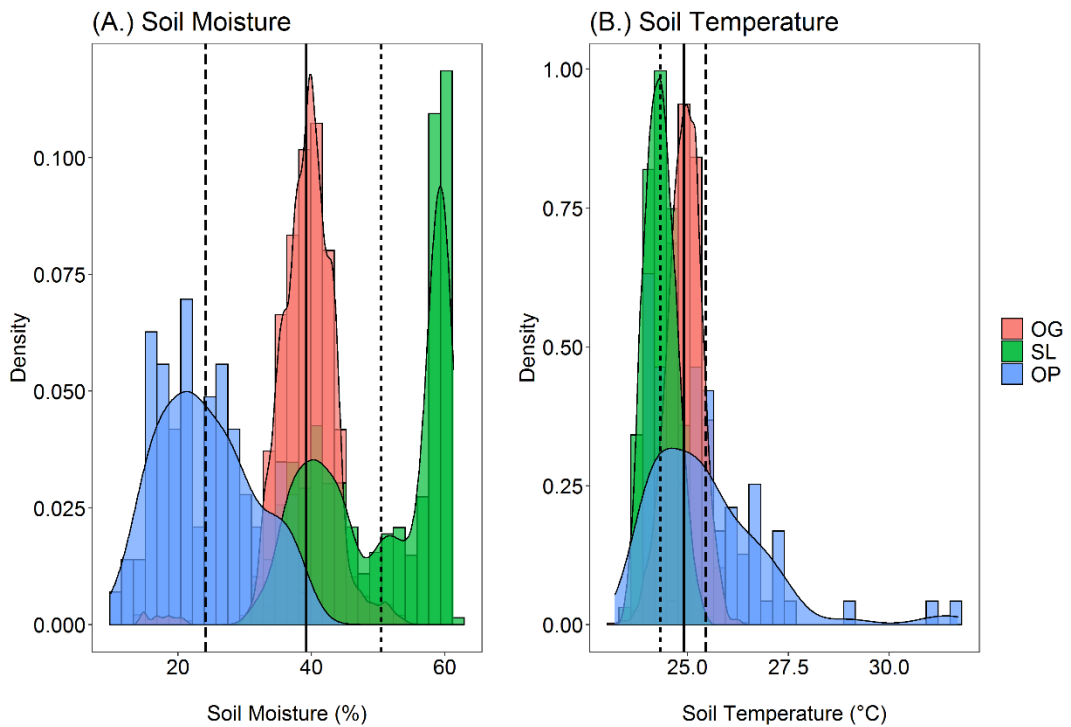 (A.) Soil Moisture
(B.) Soil Temperature
Density
0.100
0.075
0.050
0.025
0.000
20
40
60
Soil Moisture (%)
Density
1.00
0.75
0.50
0.25
0.00
25.0
27.5
30.0
Soil Temperature (°C)
OG
SL
OP